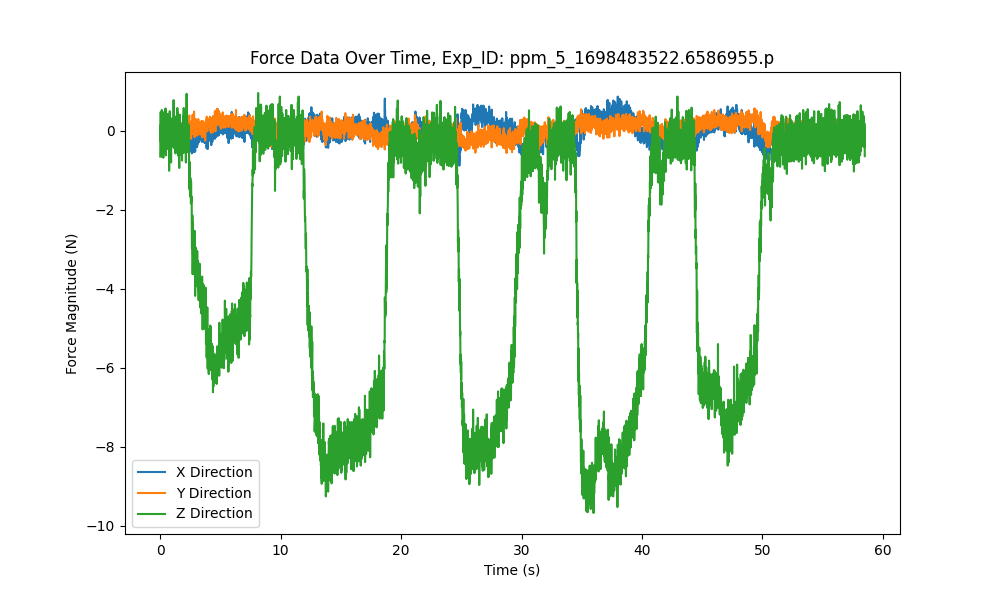 Force Data Over Time, Exp_ID: ppm_5_1698483522.6586955.p
Force Magnitude (N)
0
−2
−4
−6
−8
−10
X Direction
Y Direction
Z Direction
0 10 20 30 40 50 60
Time (s)